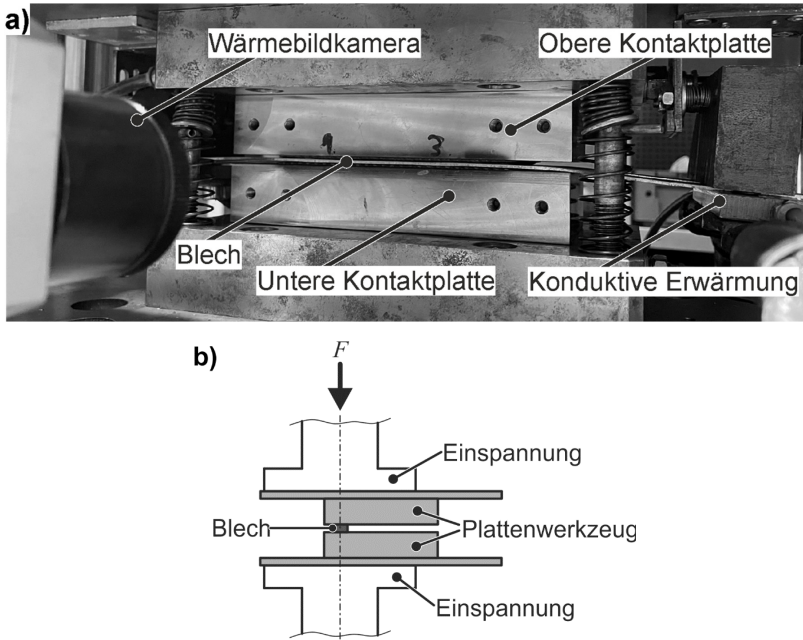 a)
Wärmebildkamera
Obere Kontaktplatte
1
3
Blech
Untere Kontaktplatte
Konduktive Erwärmung
b)
F
Einspannung
Blech
Plattenwerkzeug
Einspannung